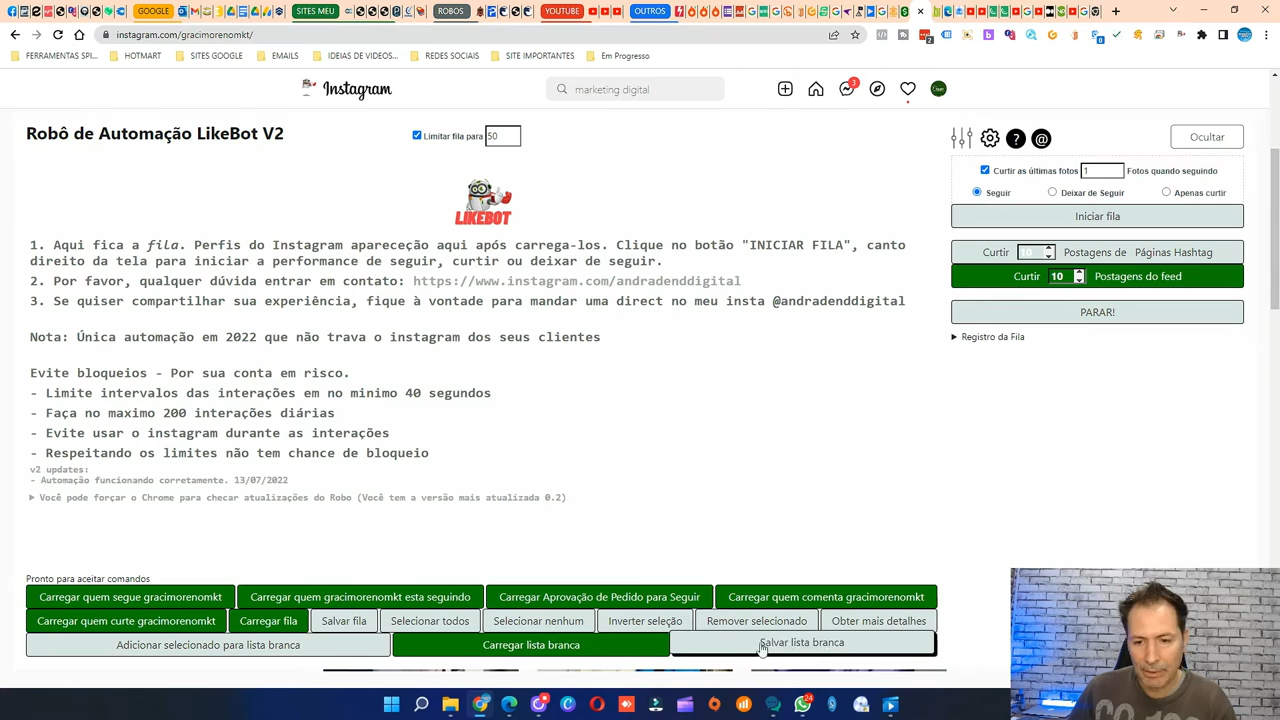 GOOGLE
SITES MEU
ROBOS
YOUTUBE
OUTROS
instagram.com/gracimorenomkt/
FERRAMENTAS SPI... HOTMART SITES GOOGLE EMAILS IDEIAS DE VIDEOS... REDES SOCIAIS SITE IMPORTANTES Em Progresso
Instagram
marketing digital
3
Robô de Automação LikeBot V2
Limitar fila para 50
Ocultar
LIKEBOT
Curtir as últimas fotos 1 Fotos quando seguindo
Seguir Deixar de Seguir Apenas curtir
Iniciar fila
Curtir 10 Postagens de Páginas Hashtag
Curtir 10 Postagens do feed
PARAR!
Registro da Fila
1. Aqui fica a fila. Perfis do Instagram apareceção aqui após carrega-los. Clique no botão "INICIAR FILA", canto
direito da tela para iniciar a performece de seguir, curtir ou deixar de seguir.
2. Por favor, qualquer dúvida entrar em contato: https://www.instagram.com/andradenddigital
3. Se quiser compartilhar sua experiência, fique à vontade para mandar uma direct no meu insta @andradenddigital
Nota: Única automação em 2022 que não trava o instagram dos seus clientes
Evite bloqueios - Por sua conta em risco.
- Limite intervalos das interações em no minimo 40 segundos
- Faça no maximo 200 interações diárias
- Evite usar o instagram durante as interações
- Respeitando os limites não tem chance de bloqueio
v2 updates:
- Automação funcionando corretamente. 13/07/2022
Você pode forçar o Chrome para checar atualizações do Robo (Você tem a versão mais atualizada 0.2)
Pronto para aceitar comandos
Carregar quem segue gracimorenomkt Carregar quem gracimorenomkt esta seguindo Carregar Aprovação de Pedido para Seguir Carregar quem comenta gracimorenomkt
Carregar quem curte gracimorenomkt Carregar fila Salvar fila Selecionar todos Selecionar nenhum Inverter seleção Remover selecionado Obter mais detalhes
Adicionar selecionado para lista branca Carregar lista branca Salvar lista branca
24